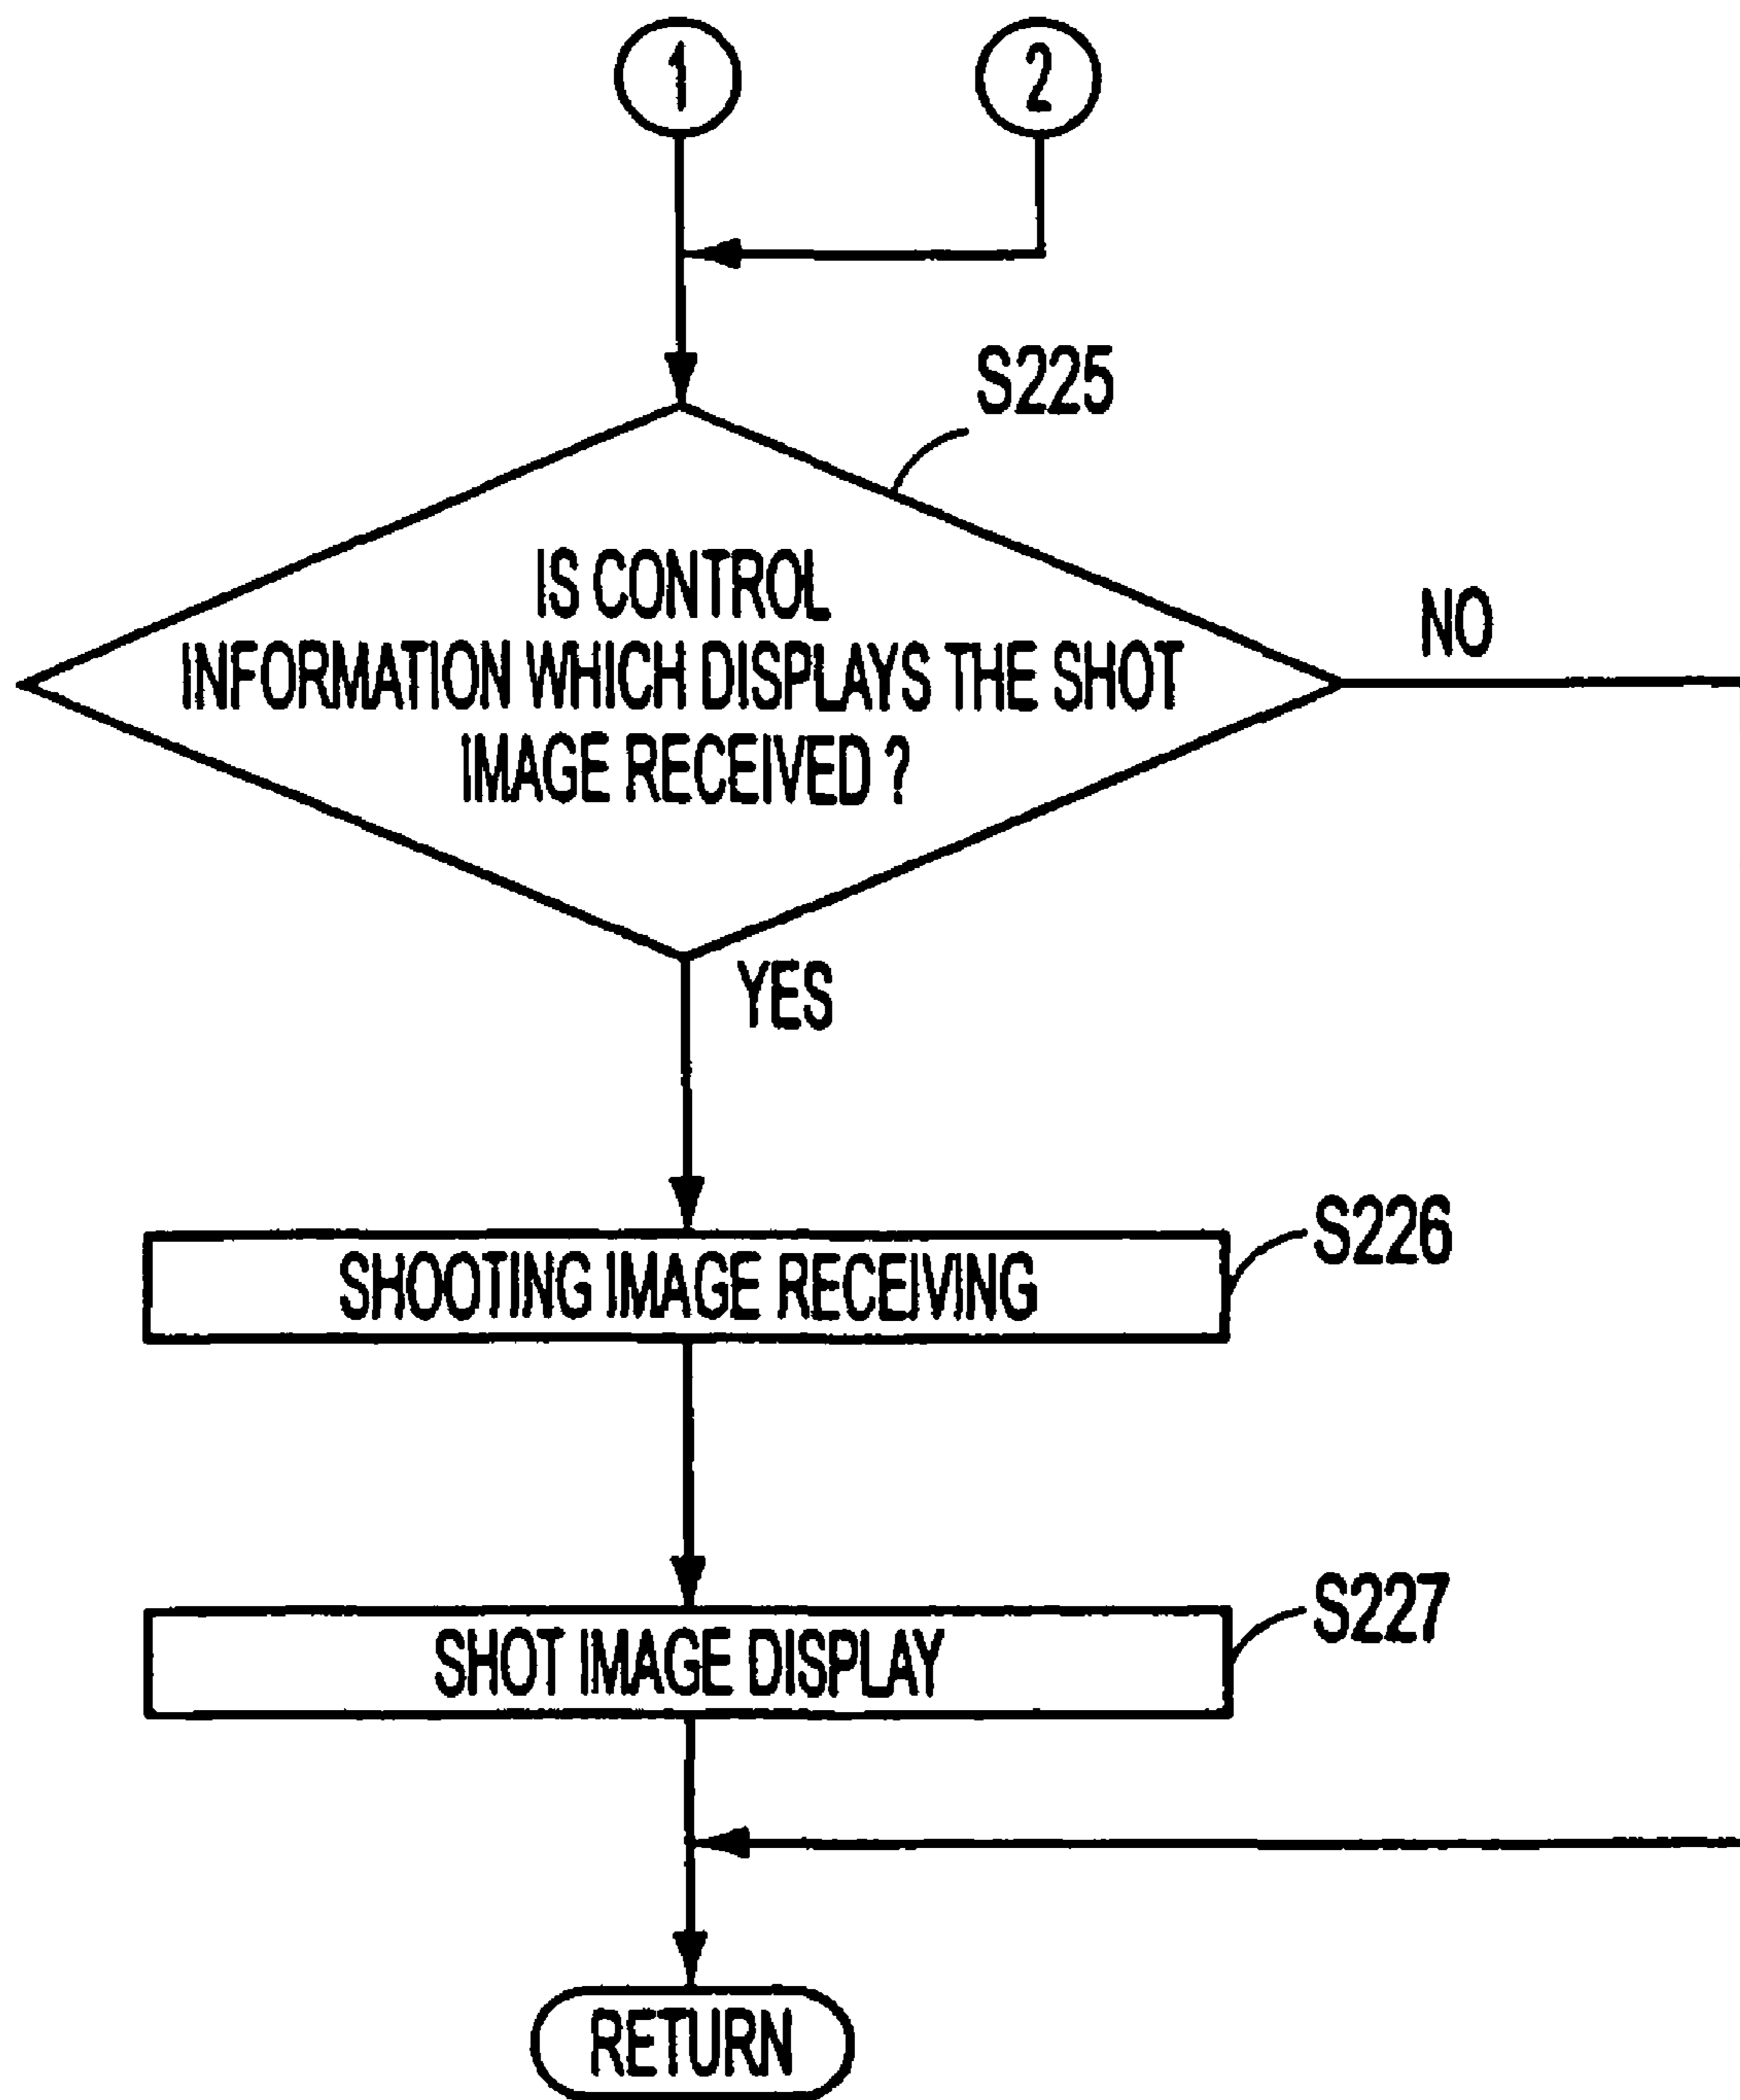 1
2
S225
IS CONTROL
INFORMATION WHICH DISPLAYS THE SHOT
IMAGE RECEIVED ?
NO
YES
SHOOTING IMAGE RECEIVING
S226
SHOT IMAGE DISPLAY
S227
RETURN